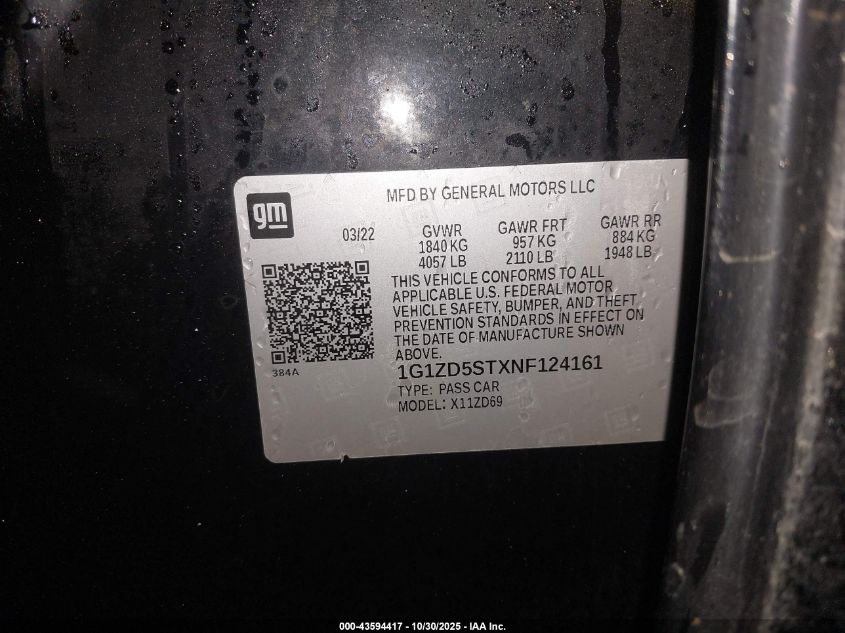 MFD BY GENERAL MOTORS LLC
gm
03/22 GVWR GAWR FRT GAWR RR
1840 KG 957 KG 884 KG
4057 LB 2110 LB 1948 LB
THIS VEHICLE CONFORMS TO ALL
APPLICABLE U.S. FEDERAL MOTOR
VEHICLE SAFETY, BUMPER, AND THEFT
PREVENTION STANDARDS IN EFFECT ON
THE DATE OF MANUFACTURE SHOWN
ABOVE.
384A
1G1ZD5STXNF124161
TYPE: PASS CAR
MODEL: X11ZD69
000-43594417 - 10/30/2025 - IAA Inc.